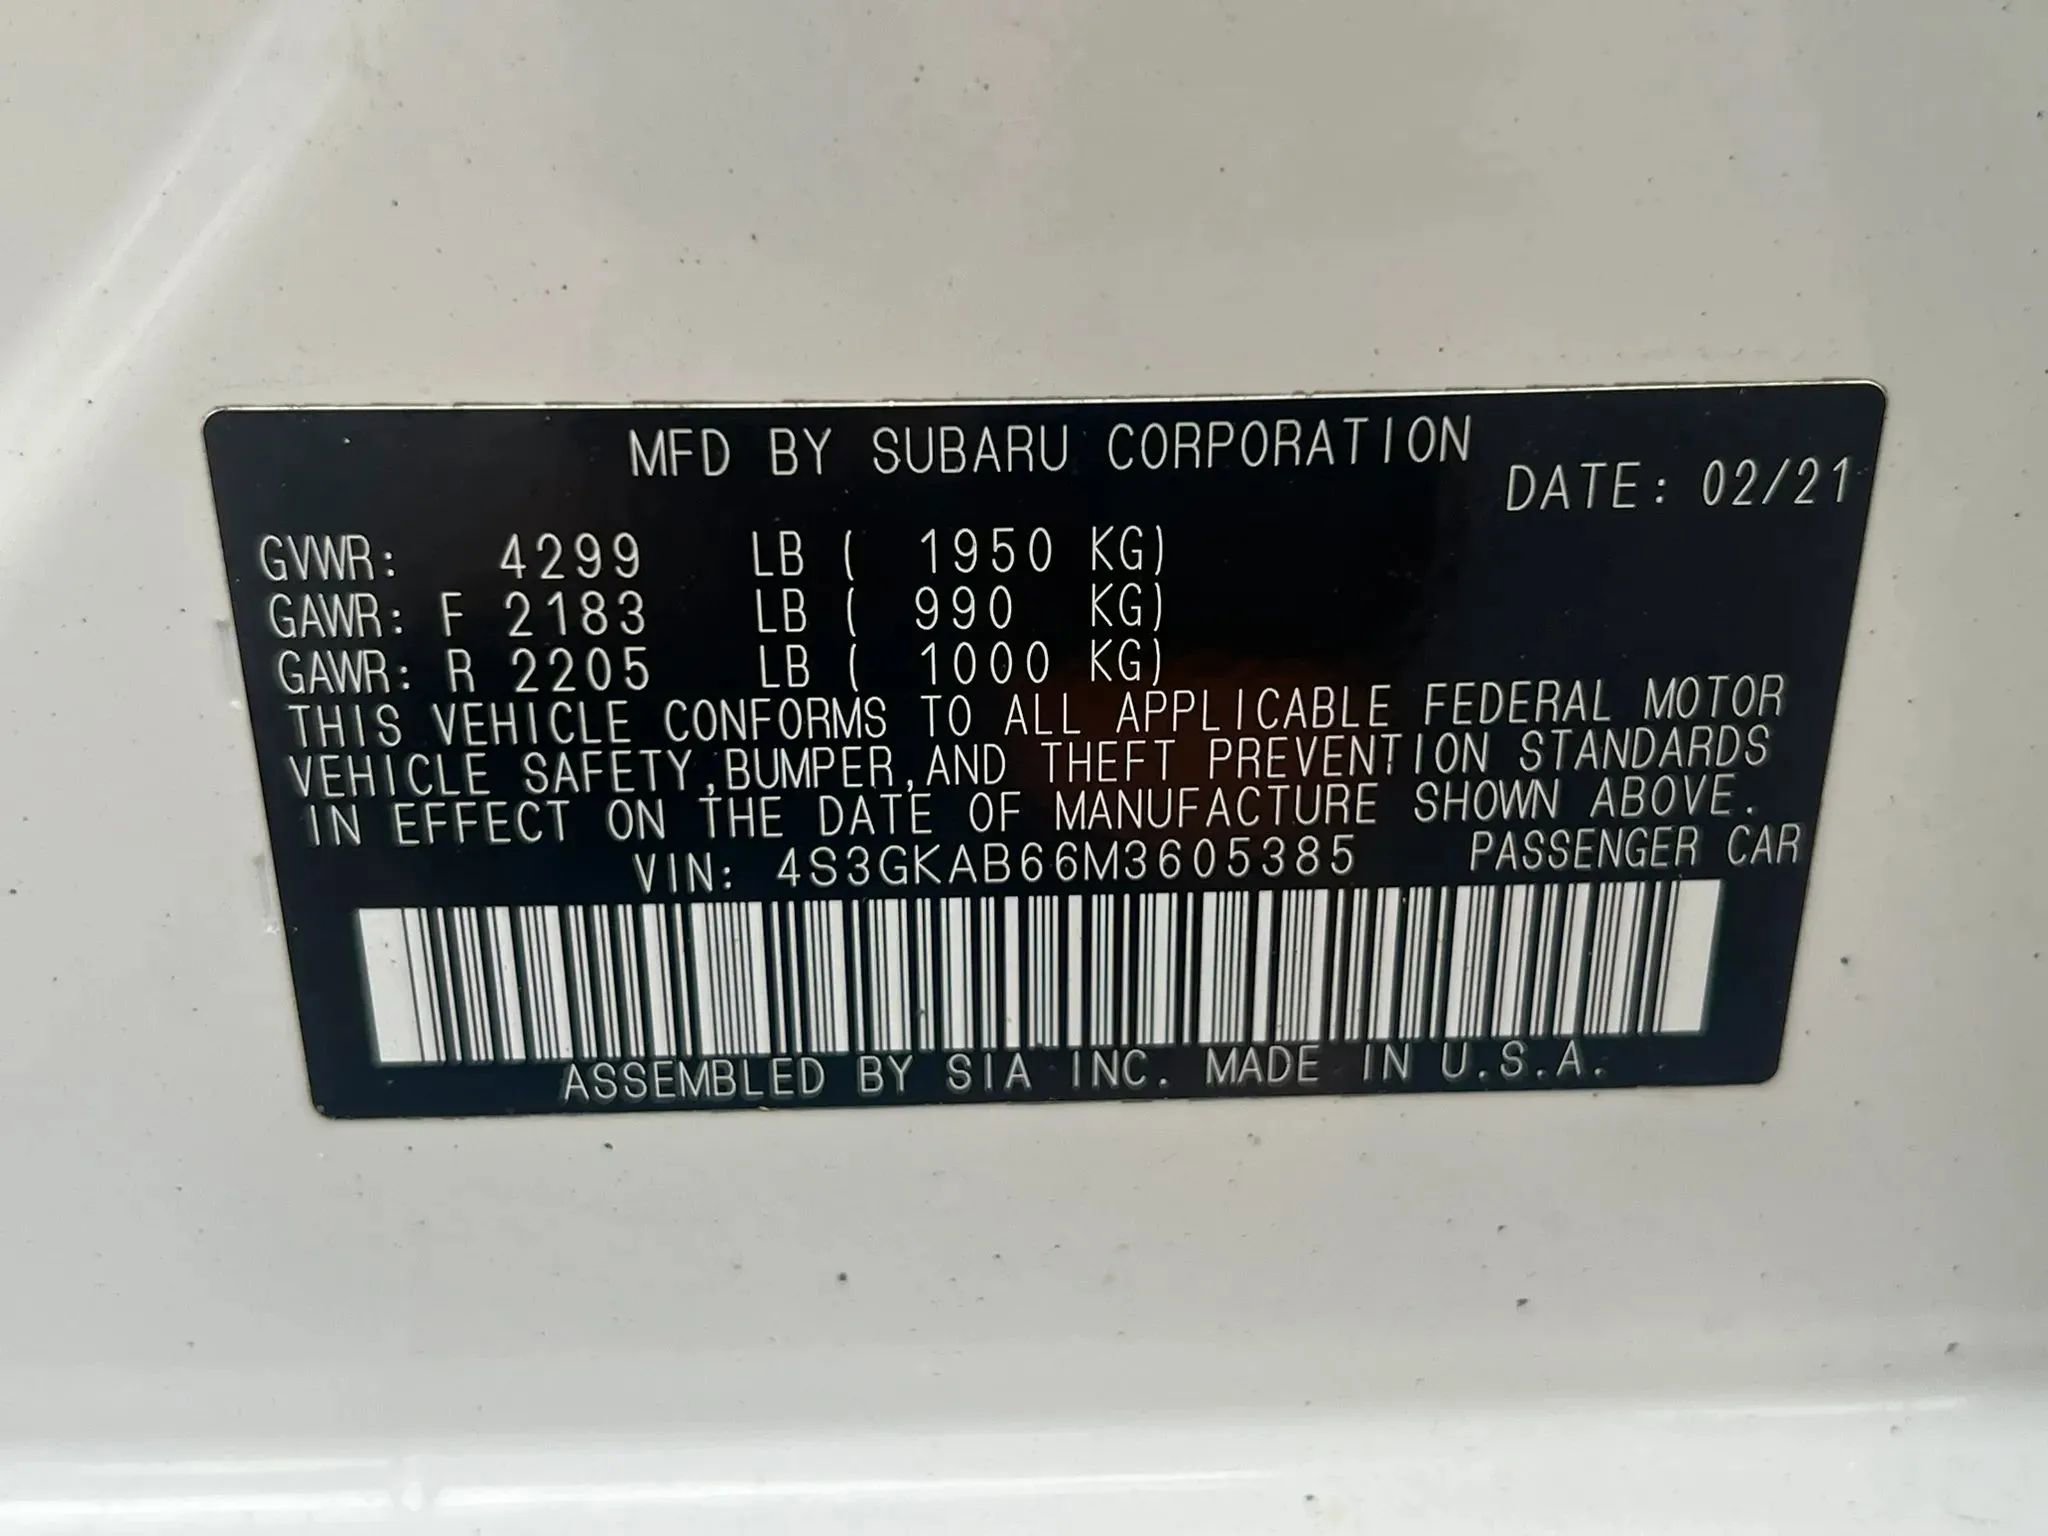 MFD BY SUBARU CORPORATION
DATE: 02/21
GVWR: 4299 LB ( 1950 KG)
GAWR: F 2183 LB ( 990 KG)
GAWR: R 2205 LB ( 1000 KG)
THIS VEHICLE CONFORMS TO ALL APPLICABLE FEDERAL MOTOR
VEHICLE SAFETY,BUMPER,AND THEFT PREVENTION STANDARDS
IN EFFECT ON THE DATE OF MANUFACTURE SHOWN ABOVE.
VIN: 4S3GKAB66M3605385 PASSENGER CAR
ASSEMBLED BY SIA INC. MADE IN U.S.A.